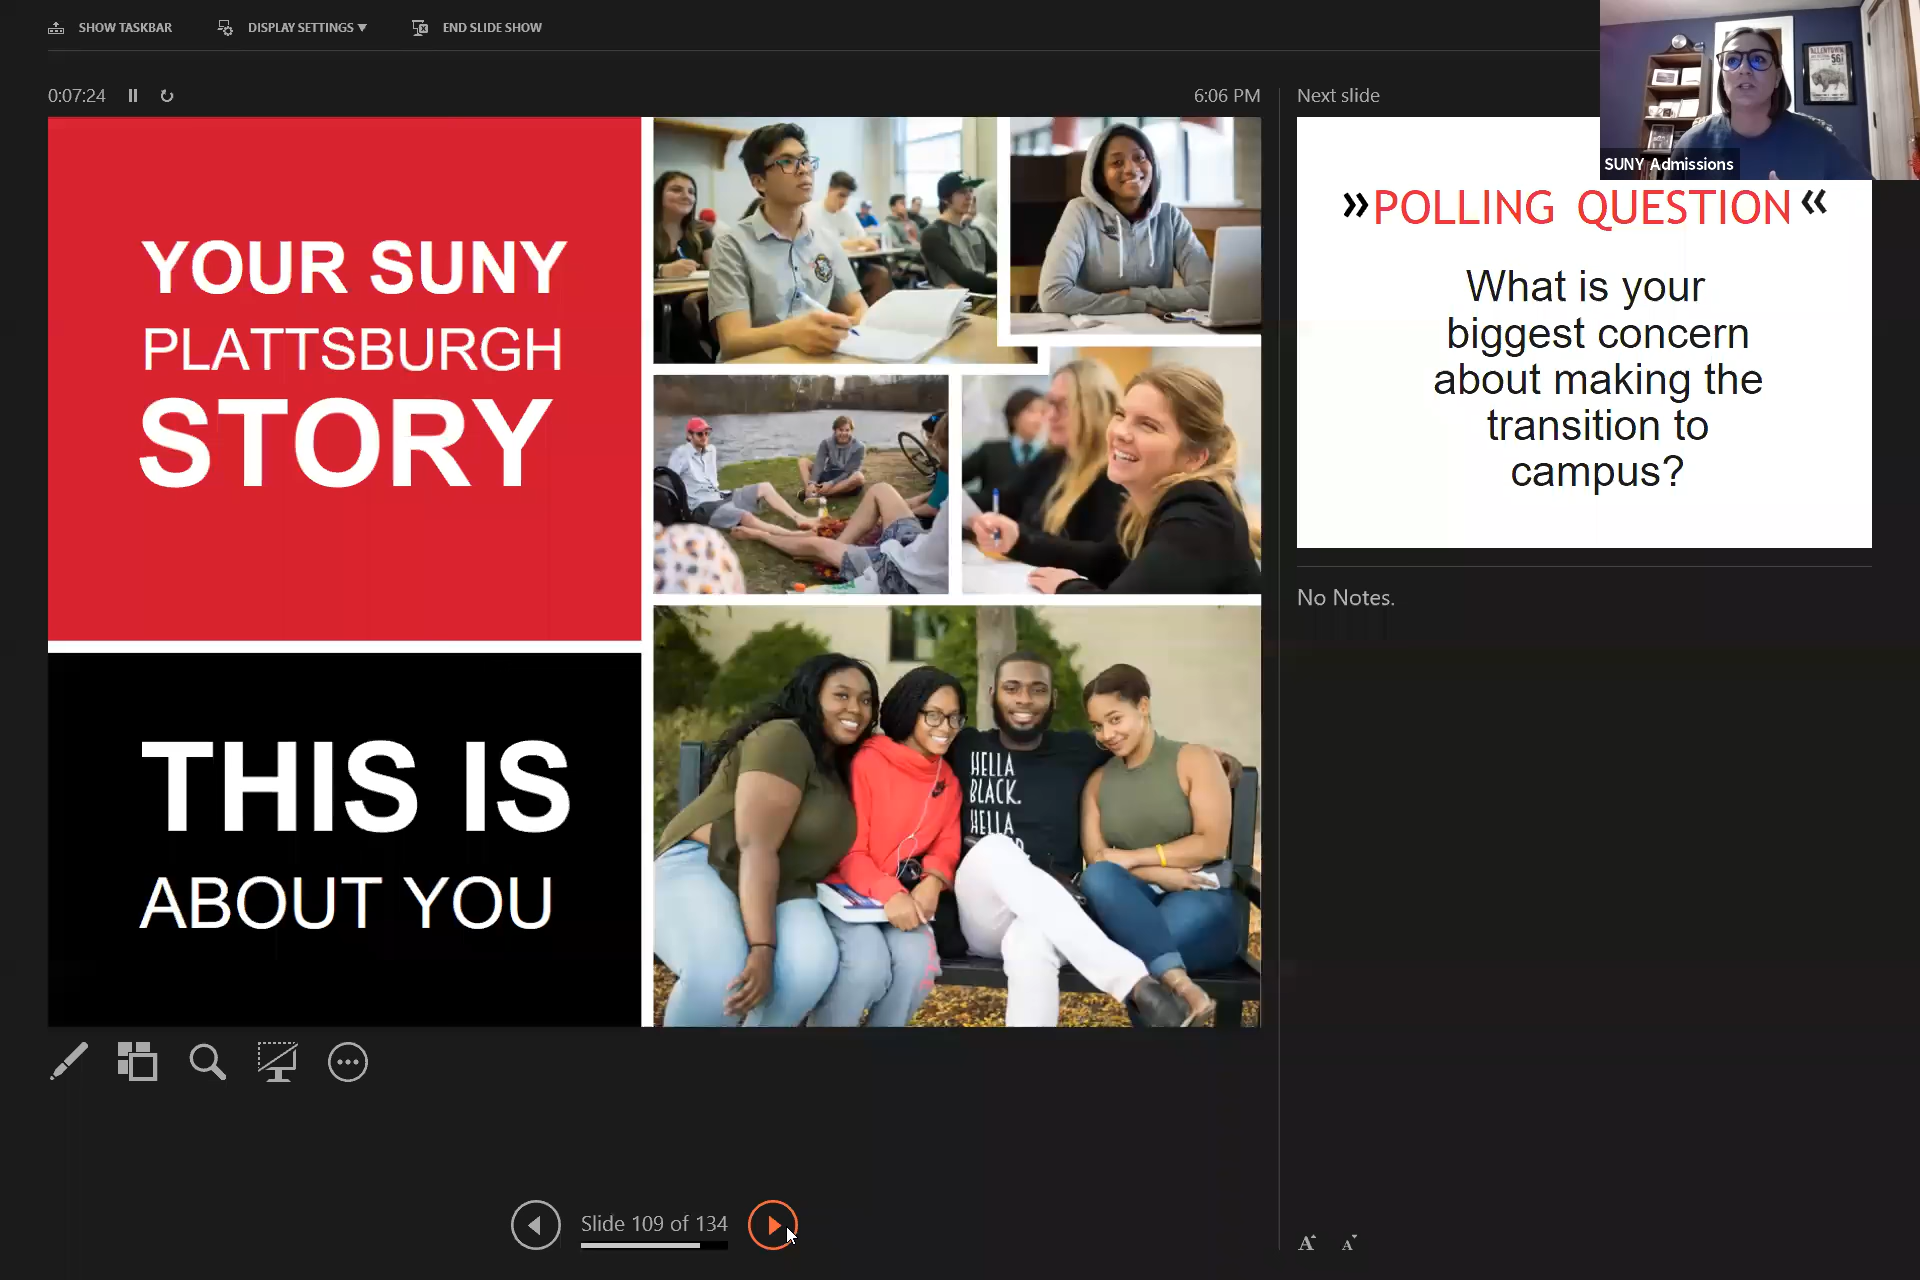 SHOW TASKBAR
DISPLAY SETTINGS
END SLIDE SHOW
0:07:24
6:06 PM
Next slide
YOUR SUNY
PLATTSBURGH
STORY
THIS IS
ABOUT YOU
HELLA
BLACK.
HELLA
SUNY Admissions
»POLLING QUESTION«
What is your
biggest concern
about making the
transition to
campus?
No Notes.
Slide 109 of 134
A A